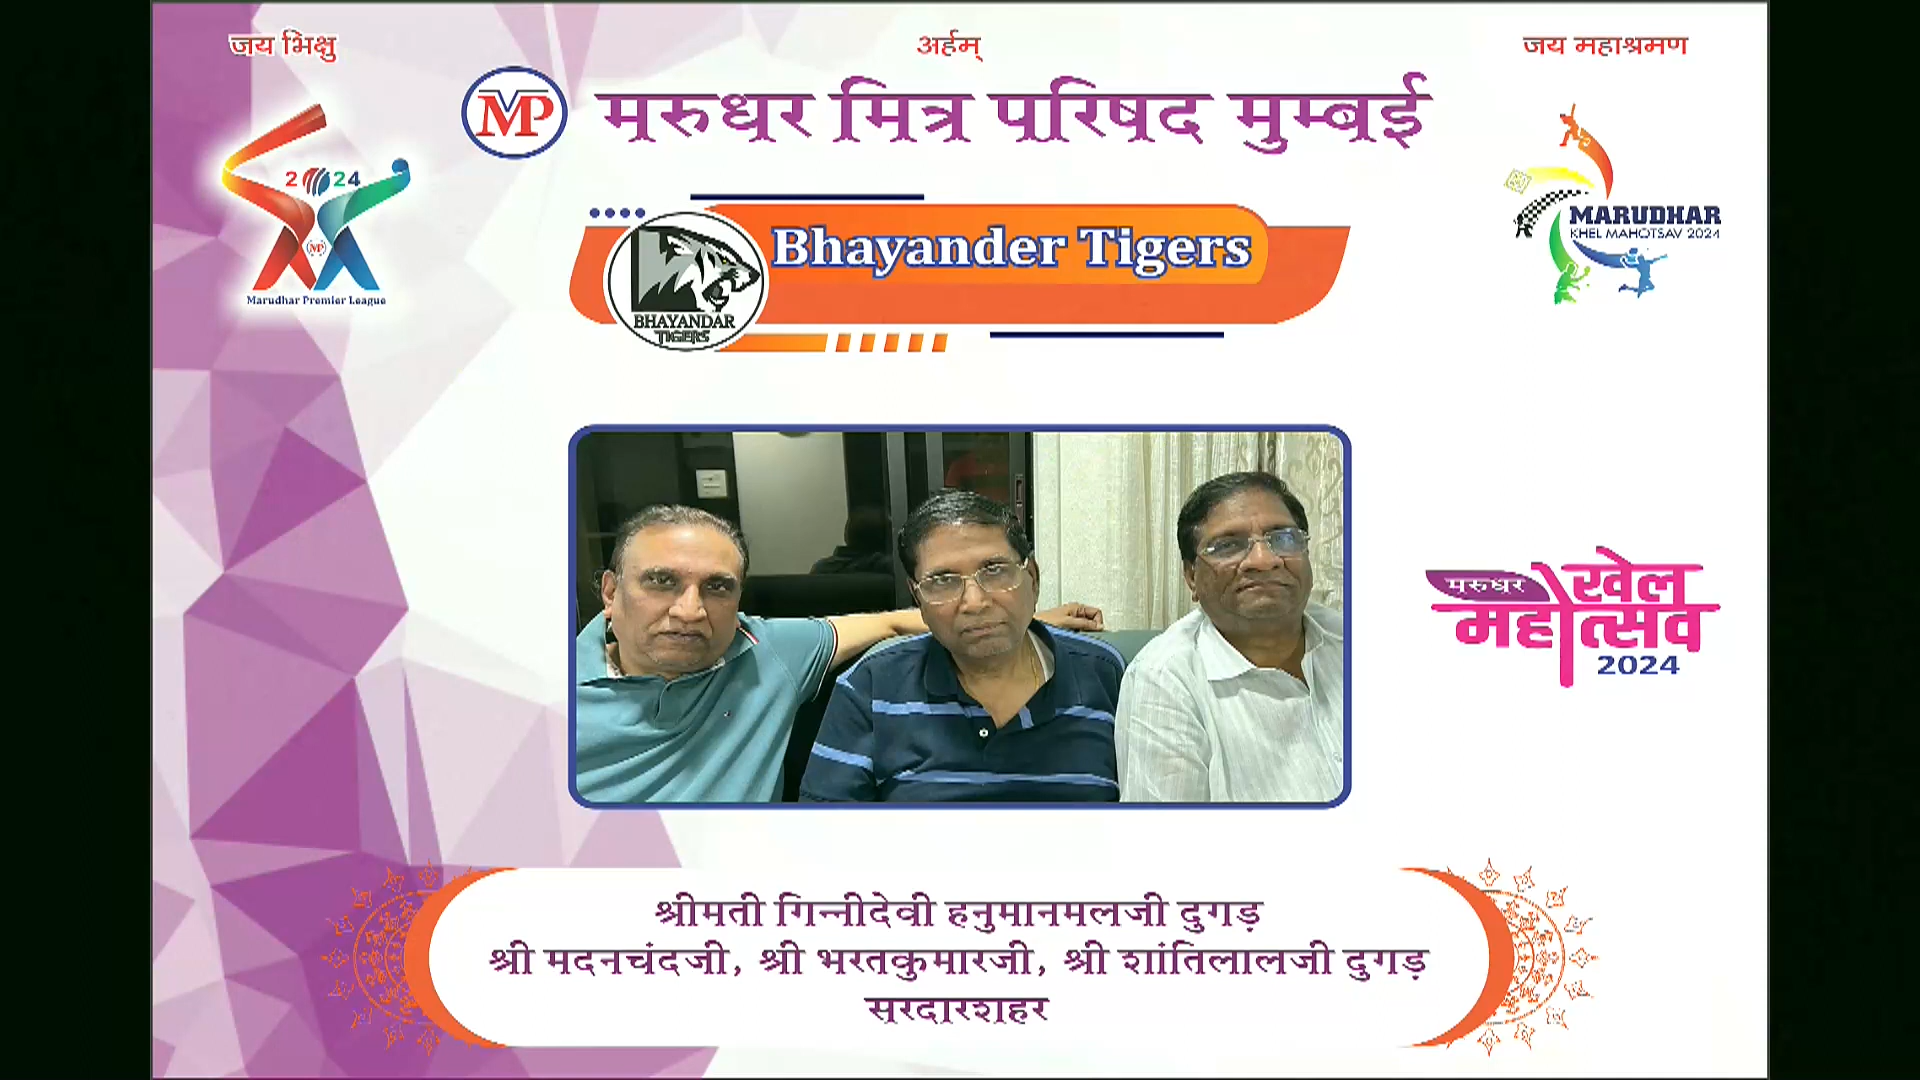 जय भिक्षु
अर्हम्
जय महाश्रमण
MP मरुधर मित्र परिषद मुम्बई
2024
MP
Marudhar Premier League
MARUDHAR
KHEL MAHOTSAV 2024
Bhayander Tigers
BHAYANDAR
TIGERS
मरुधर
खेल
महोत्सव
2024
श्रीमती गिन्नीदेवी हनुमानमलजी दुगड़
श्री मदनचंदजी, श्री भरतकुमारजी, श्री शांतिलालजी दुगड़
सरदारशहर